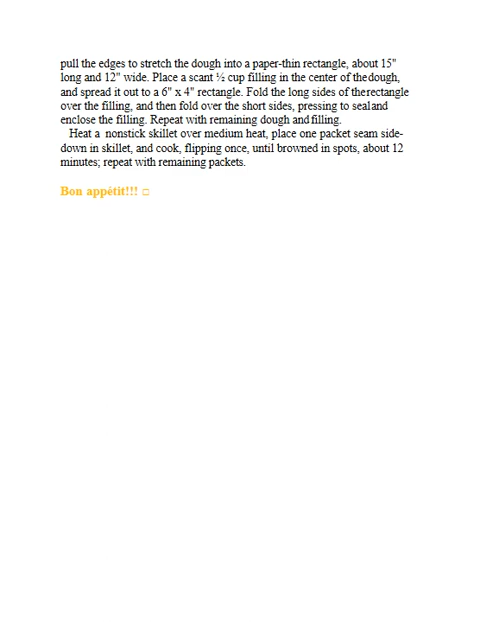 pull the edges to stretch the dough into a paper-thin rectangle, about 15"
long and 12" wide. Place a scant ½ cup filling in the center of thedough,
and spread it out to a 6" x 4" rectangle. Fold the long sides of therectangle
over the filling, and then fold over the short sides, pressing to sealand
enclose the filling. Repeat with remaining dough andfilling.
Heat a nonstick skillet over medium heat, place one packet seam side-
down in skillet, and cook, flipping once, until browned in spots, about 12
minutes; repeat with remaining packets.
Bon appétit!!! □